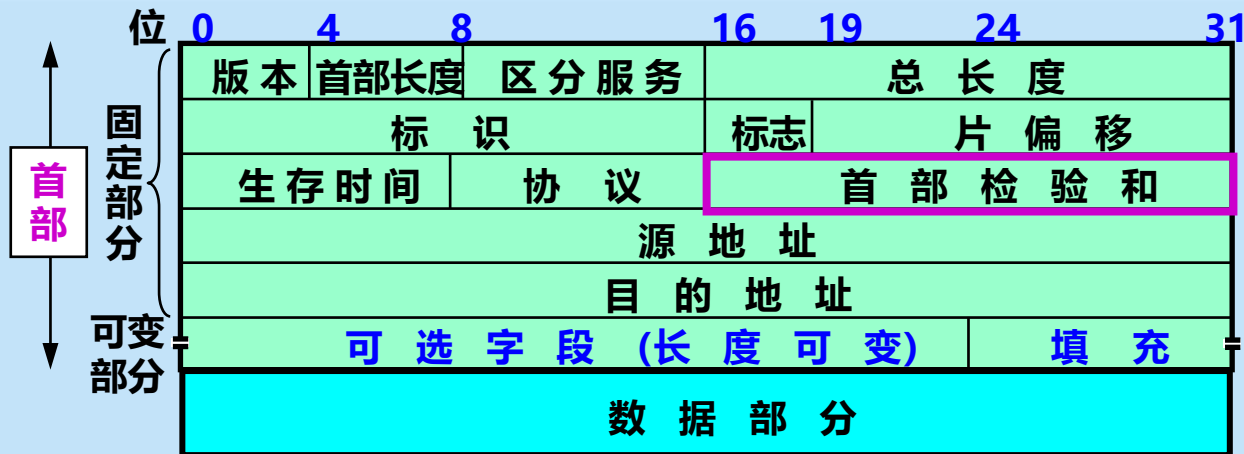 位 0 4 8 16 19 24 31
版本 首部长度 区分服务 总长度
标识 标志 片偏移
生存时间 协议 首部检验和
源地址
目的地址
可选字段 (长度可变) 填充
数据部分
首部
固定部分
可变
部分